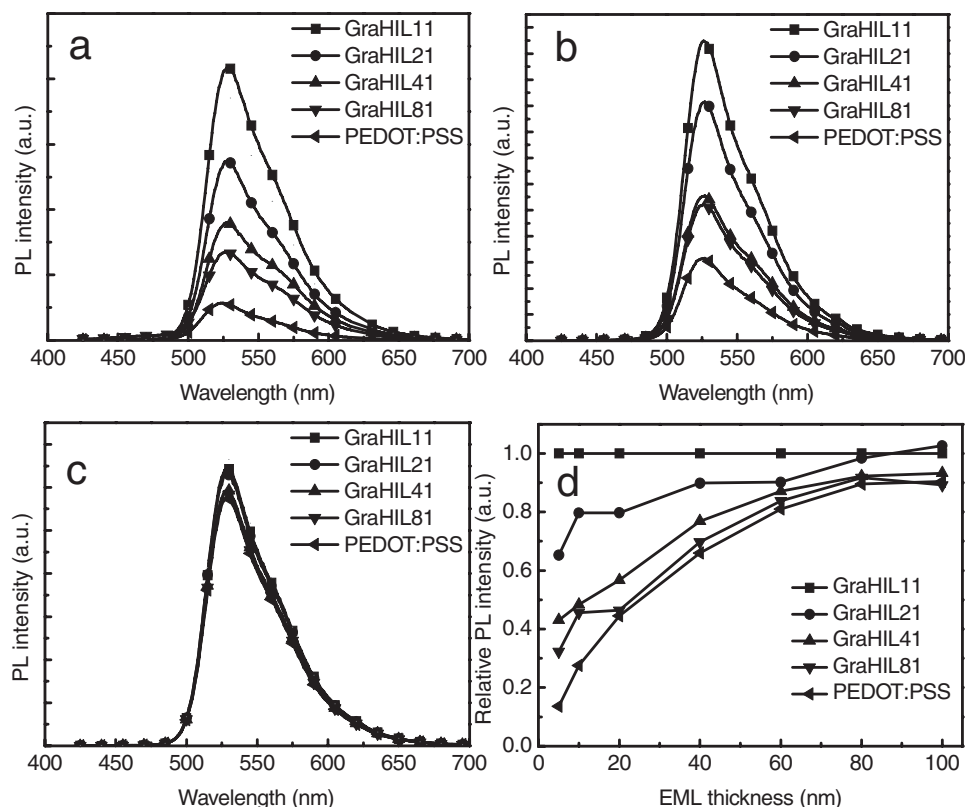 a
GraHIL11
GraHIL21
GraHIL41
GraHIL81
PEDOT:PSS
PL intensity (a.u.)
400 450 500 550 600 650 700
Wavelength (nm)
b
GraHIL11
GraHIL21
GraHIL41
GraHIL81
PEDOT:PSS
PL intensity (a.u.)
400 450 500 550 600 650 700
Wavelength (nm)
c
GraHIL11
GraHIL21
GraHIL41
GraHIL81
PEDOT:PSS
PL intensity (a.u.)
400 450 500 550 600 650 700
Wavelength (nm)
d
1.0
0.8
0.6
0.4
0.2
0.0
Relative PL intensity (a.u.)
GraHIL11
GraHIL21
GraHIL41
GraHIL81
PEDOT:PSS
0 20 40 60 80 100
EML thickness (nm)